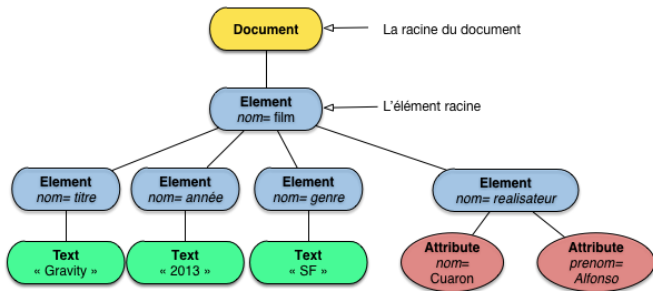 Document
La racine du document
Element
nom= film
L'élément racine
Element
nom= titre
Element
nom= année
Element
nom= genre
Element
nom= realisateur
Text
« Gravity »
Text
« 2013 »
Text
« SF »
Attribute
nom=
Cuaron
Attribute
prenom=
Alfonso